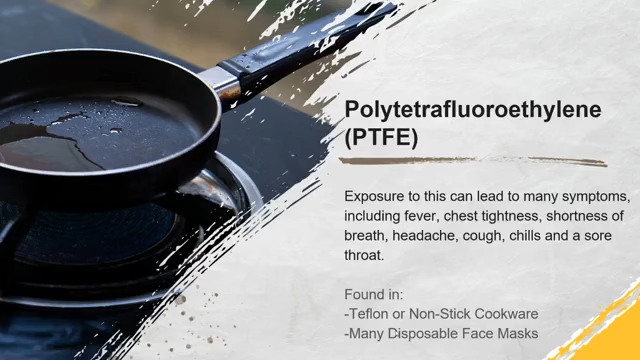 Polytetrafluoroethylene
(PTFE)
Exposure to this can lead to many symptoms,
including fever, chest tightness, shortness of
breath, headache, cough, chills and a sore
throat.
Found in:
-Teflon or Non-Stick Cookware
-Many Disposable Face Masks